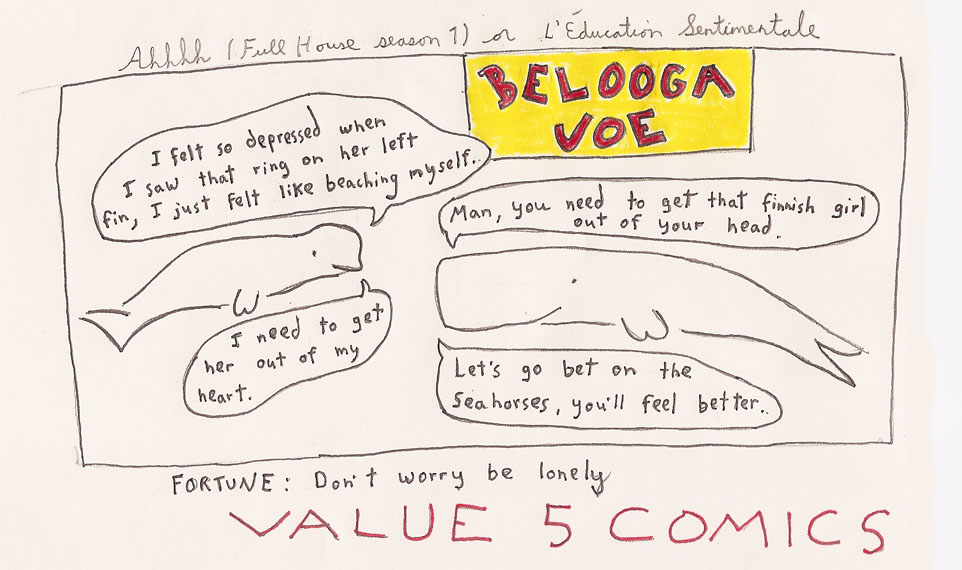 Ahhhh (Full House season 1) or L'Éducation Sentimentale
BELOOGA
VOE
I felt so depressed when
I saw that ring on her left
fin, I just felt like beaching myself..
Man, you need to get that finnish girl
out of your head.
I need to get
her out of my
heart.
Let's go bet on the
Seahorses, you'll feel better..
FORTUNE: Don't worry be lonely
VALUE 5 COMICS